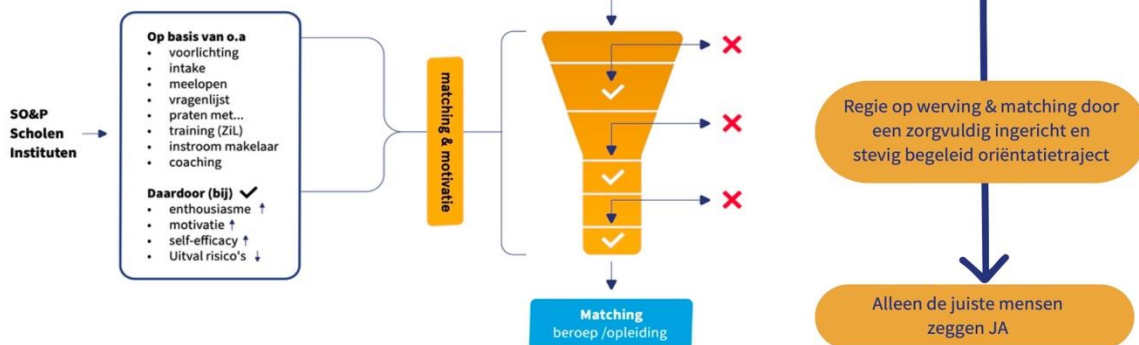 SO&P
Scholen
Instituten
Op basis van o.a
• voorlichting
• intake
• meelopen
• vragenlijst
• praten met...
• training (ZiL)
• instroom makelaar
• coaching
Daardoor (bij) ✓
• enthousiasme ↑
• motivatie ↑
• self-efficacy ↑
• Uitval risico's ↓
matching & motivatie
Matching
beroep /opleiding
Regie op werving & matching door
een zorgvuldig ingericht en
stevig begeleid oriëntatietraject
Alleen de juiste mensen
zeggen JA